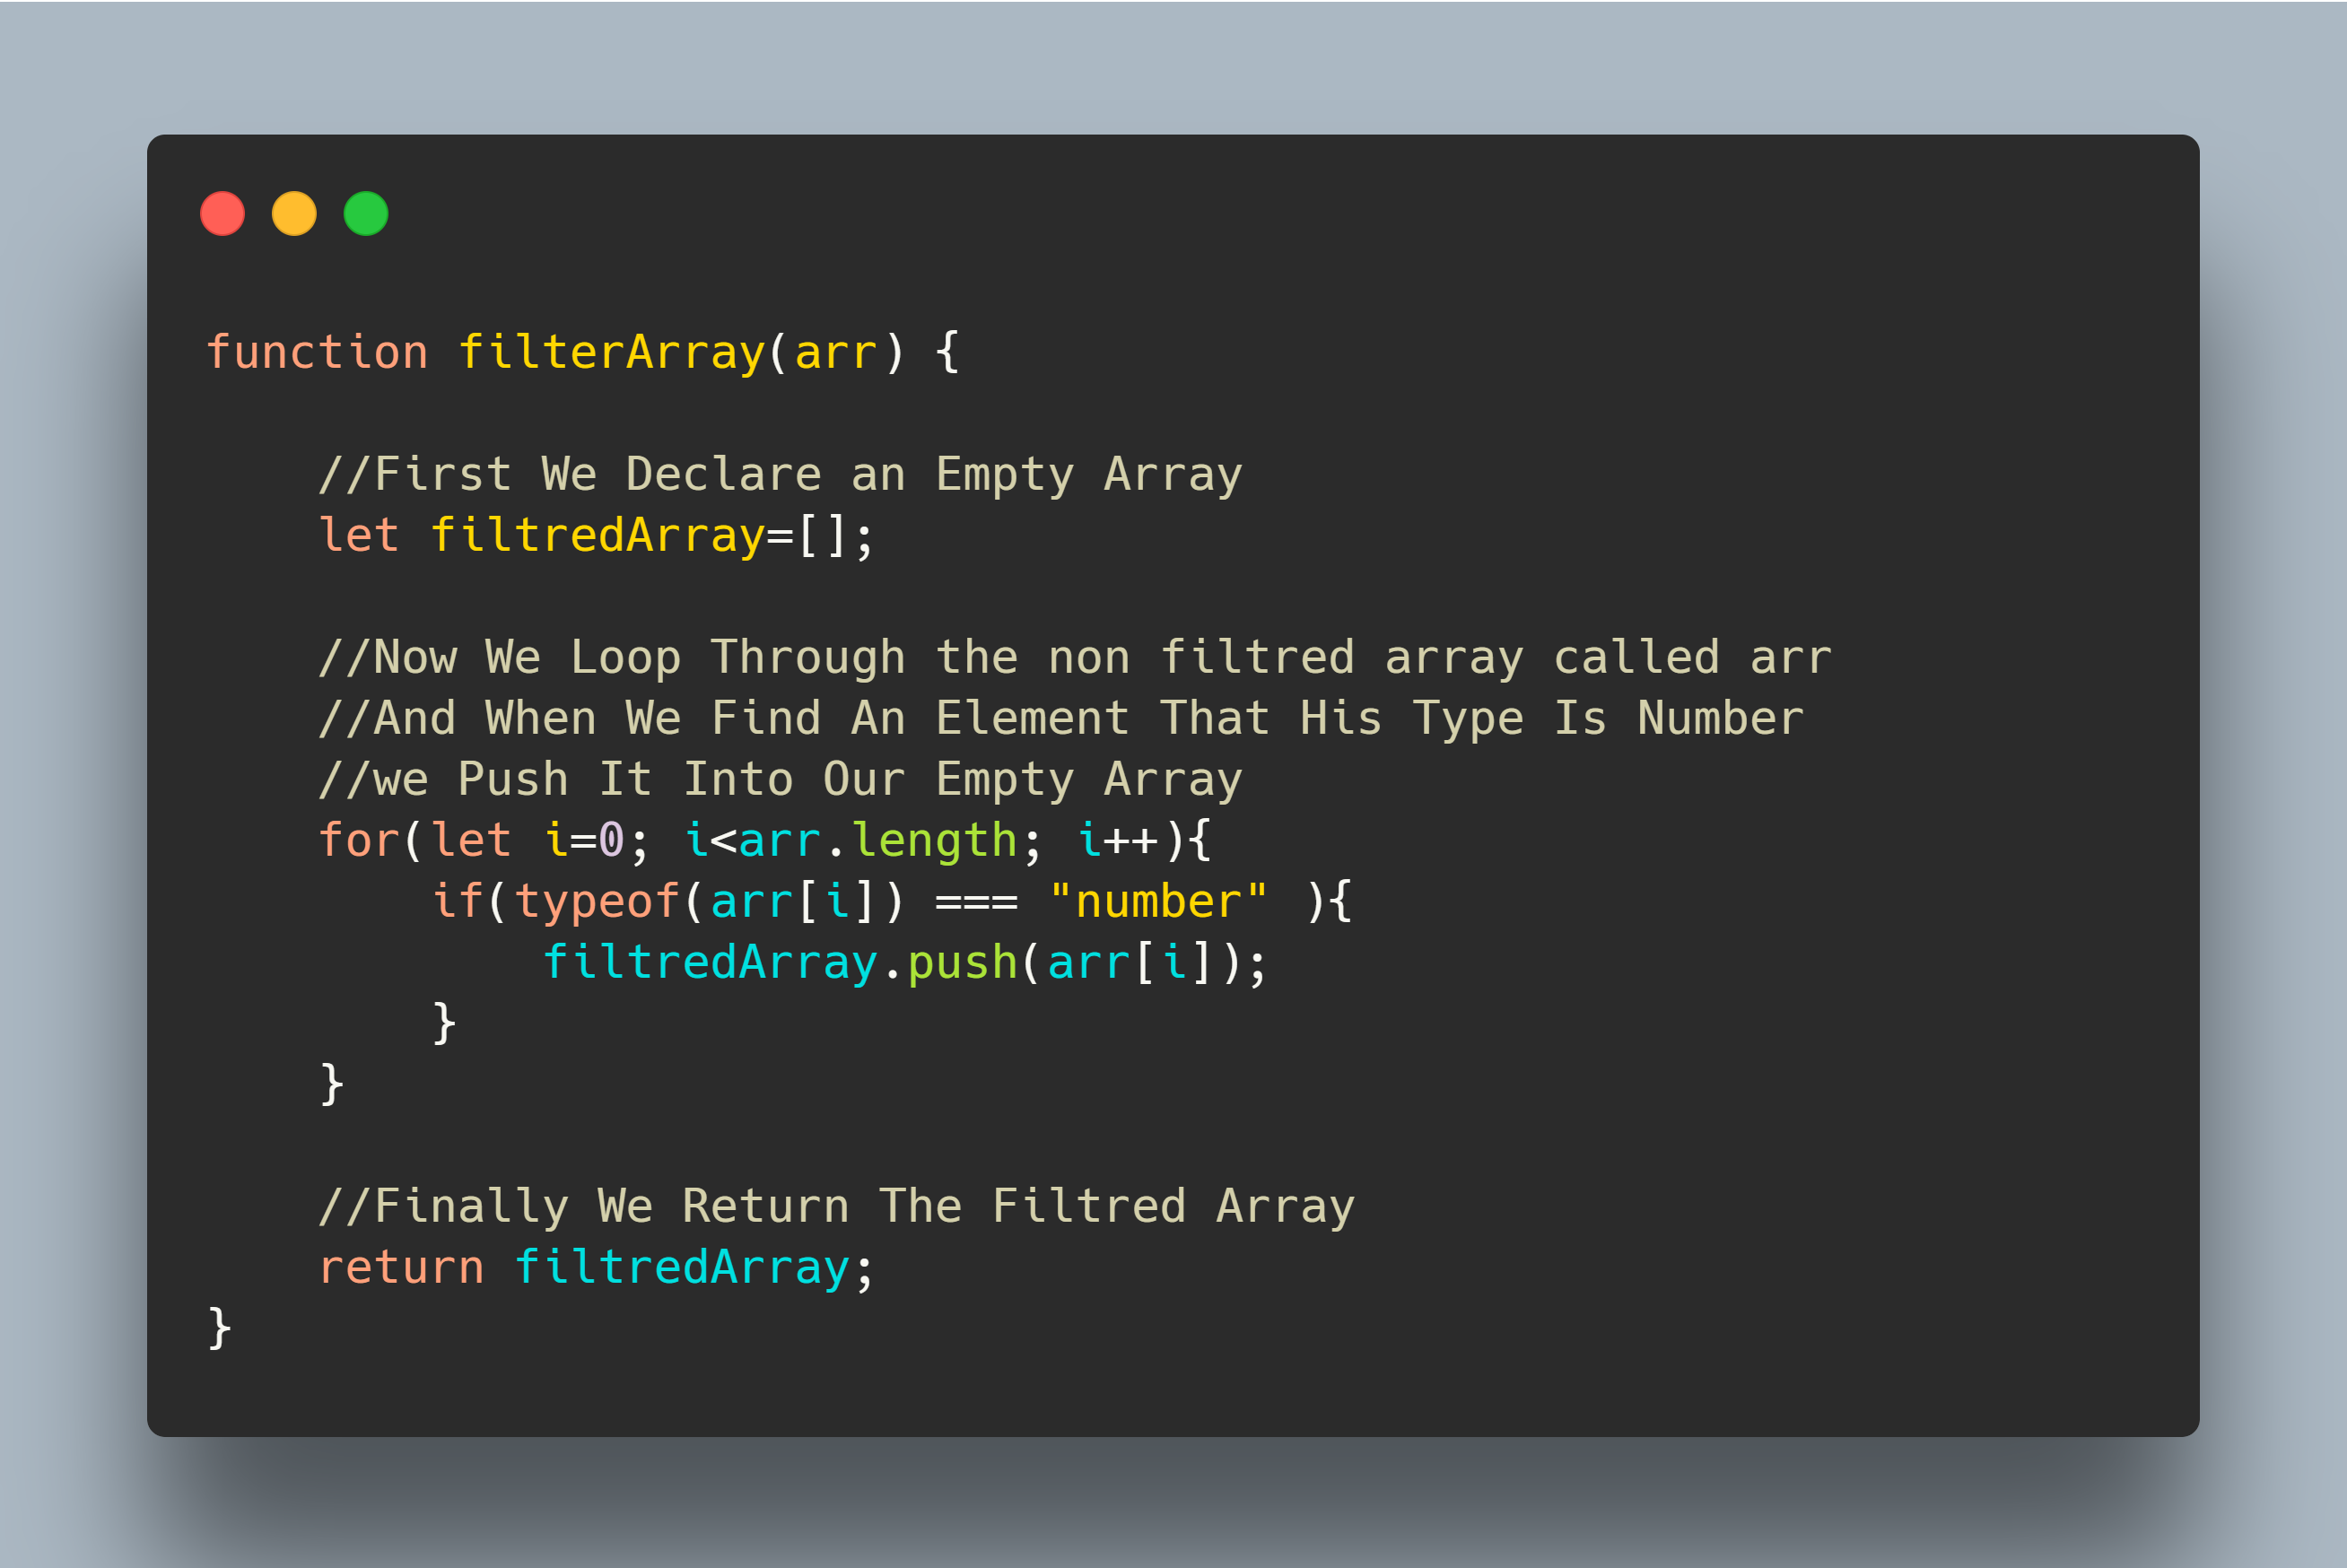 function filterArray(arr) {
//First We Declare an Empty Array
let filtredArray=[];
//Now We Loop Through the non filtred array called arr
//And When We Find An Element That His Type Is Number
//we Push It Into Our Empty Array
for(let i=0; i<arr.length; i++){
if(typeof(arr[i]) === "number" ){
filtredArray.push(arr[i]);
}
}
//Finally We Return The Filtred Array
return filtredArray;
}